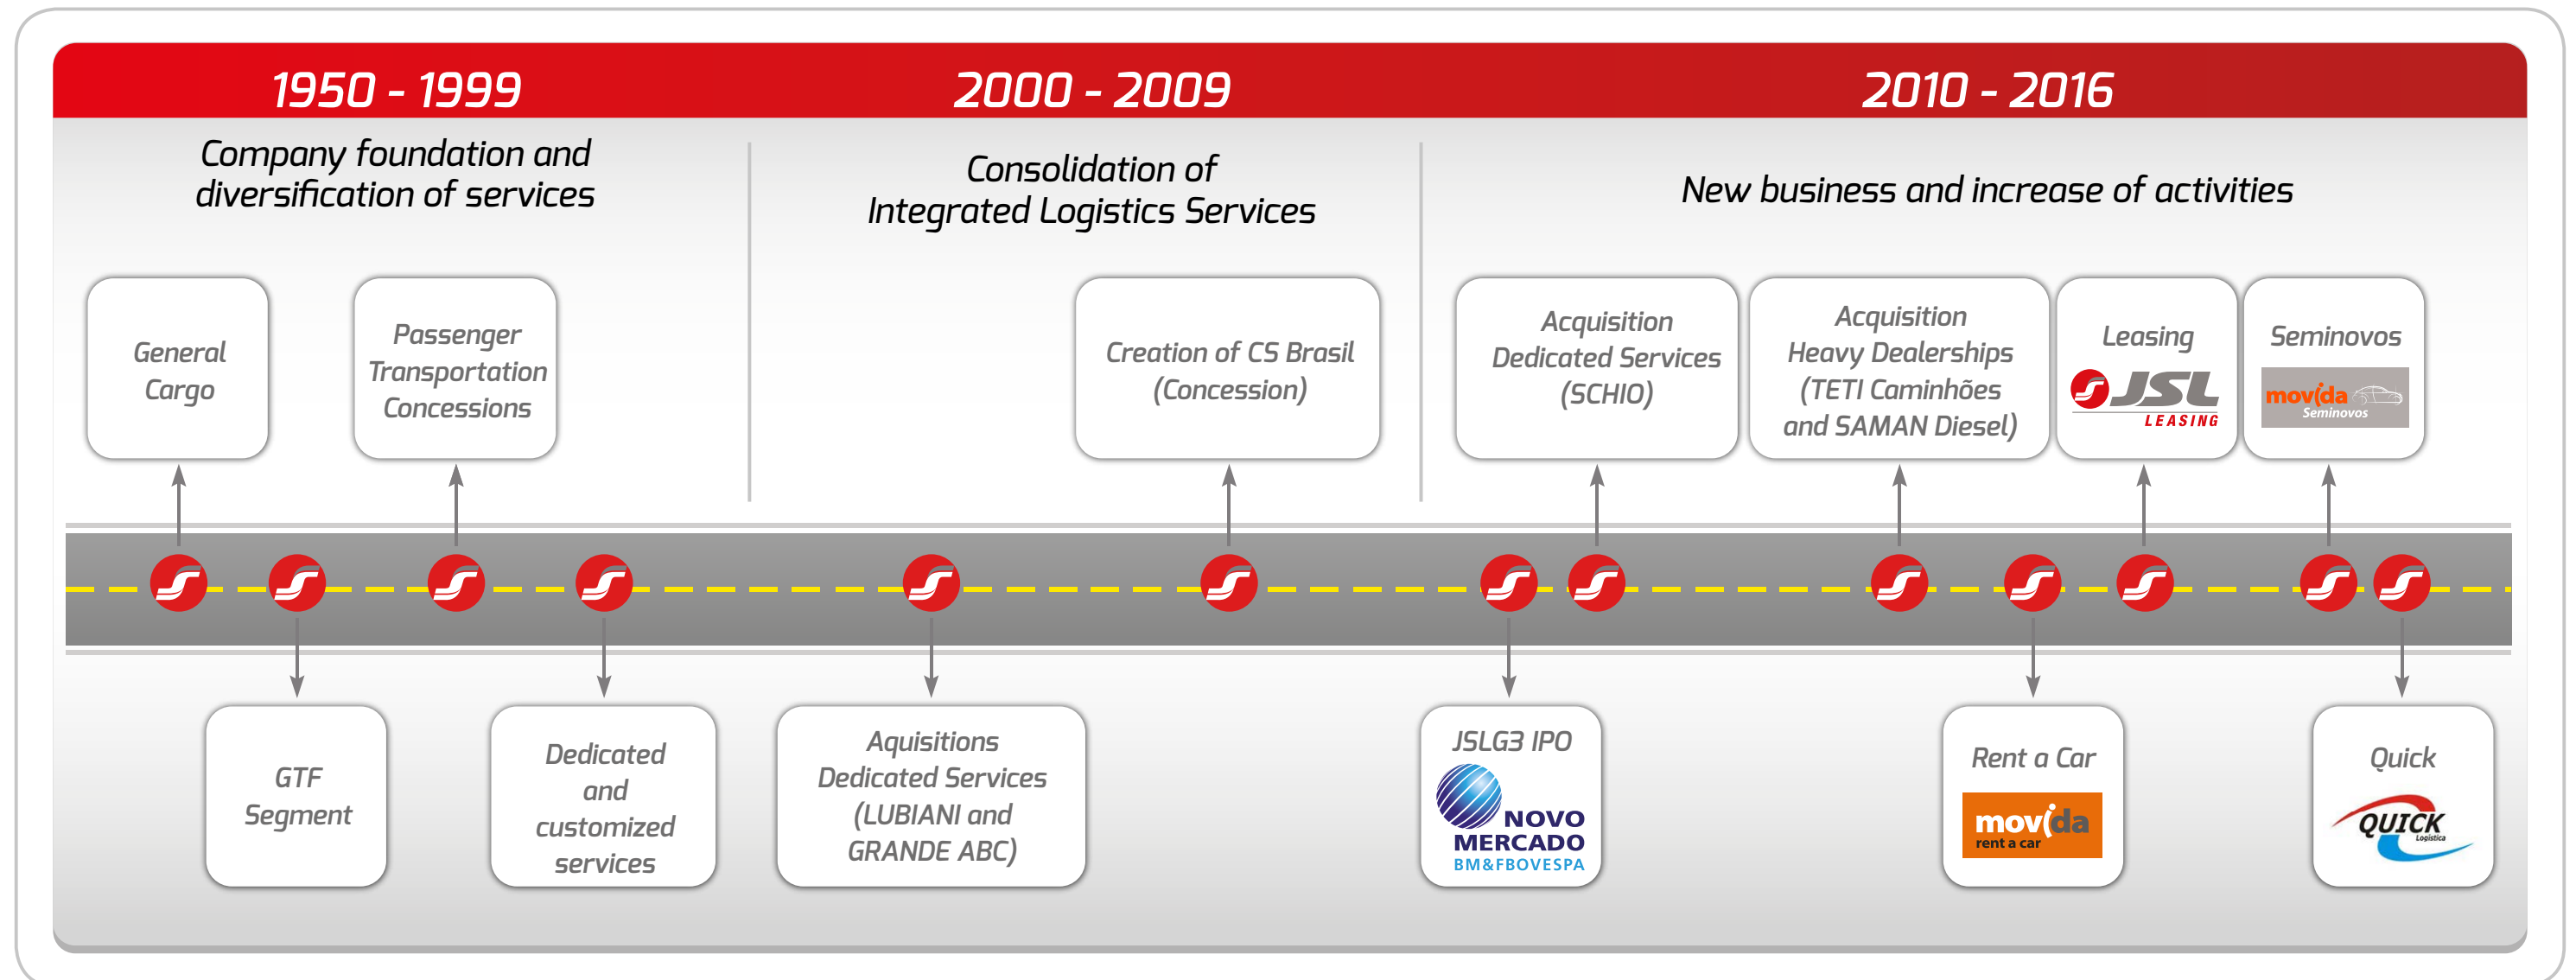 1950 - 1999
2000 - 2009
2010 - 2016
Company foundation and
diversification of services
Consolidation of
Integrated Logistics Services
New business and increase of activities
General
Cargo
Passenger
Transportation
Concessions
Creation of CS Brasil
(Concession)
Acquisition
Dedicated Services
(SCHIO)
Acquisition
Heavy Dealerships
(TETI Caminhões
and SAMAN Diesel)
Leasing
JSL
LEASING
Seminovos
movida
Seminovos
GTF
Segment
Dedicated
and
customized
services
Aquisitions
Dedicated Services
(LUBIANI and
GRANDE ABC)
JSLG3 IPO
NOVO
MERCADO
BM&FBOVESPA
Rent a Car
movida
rent a car
Quick
QUICK
Logística